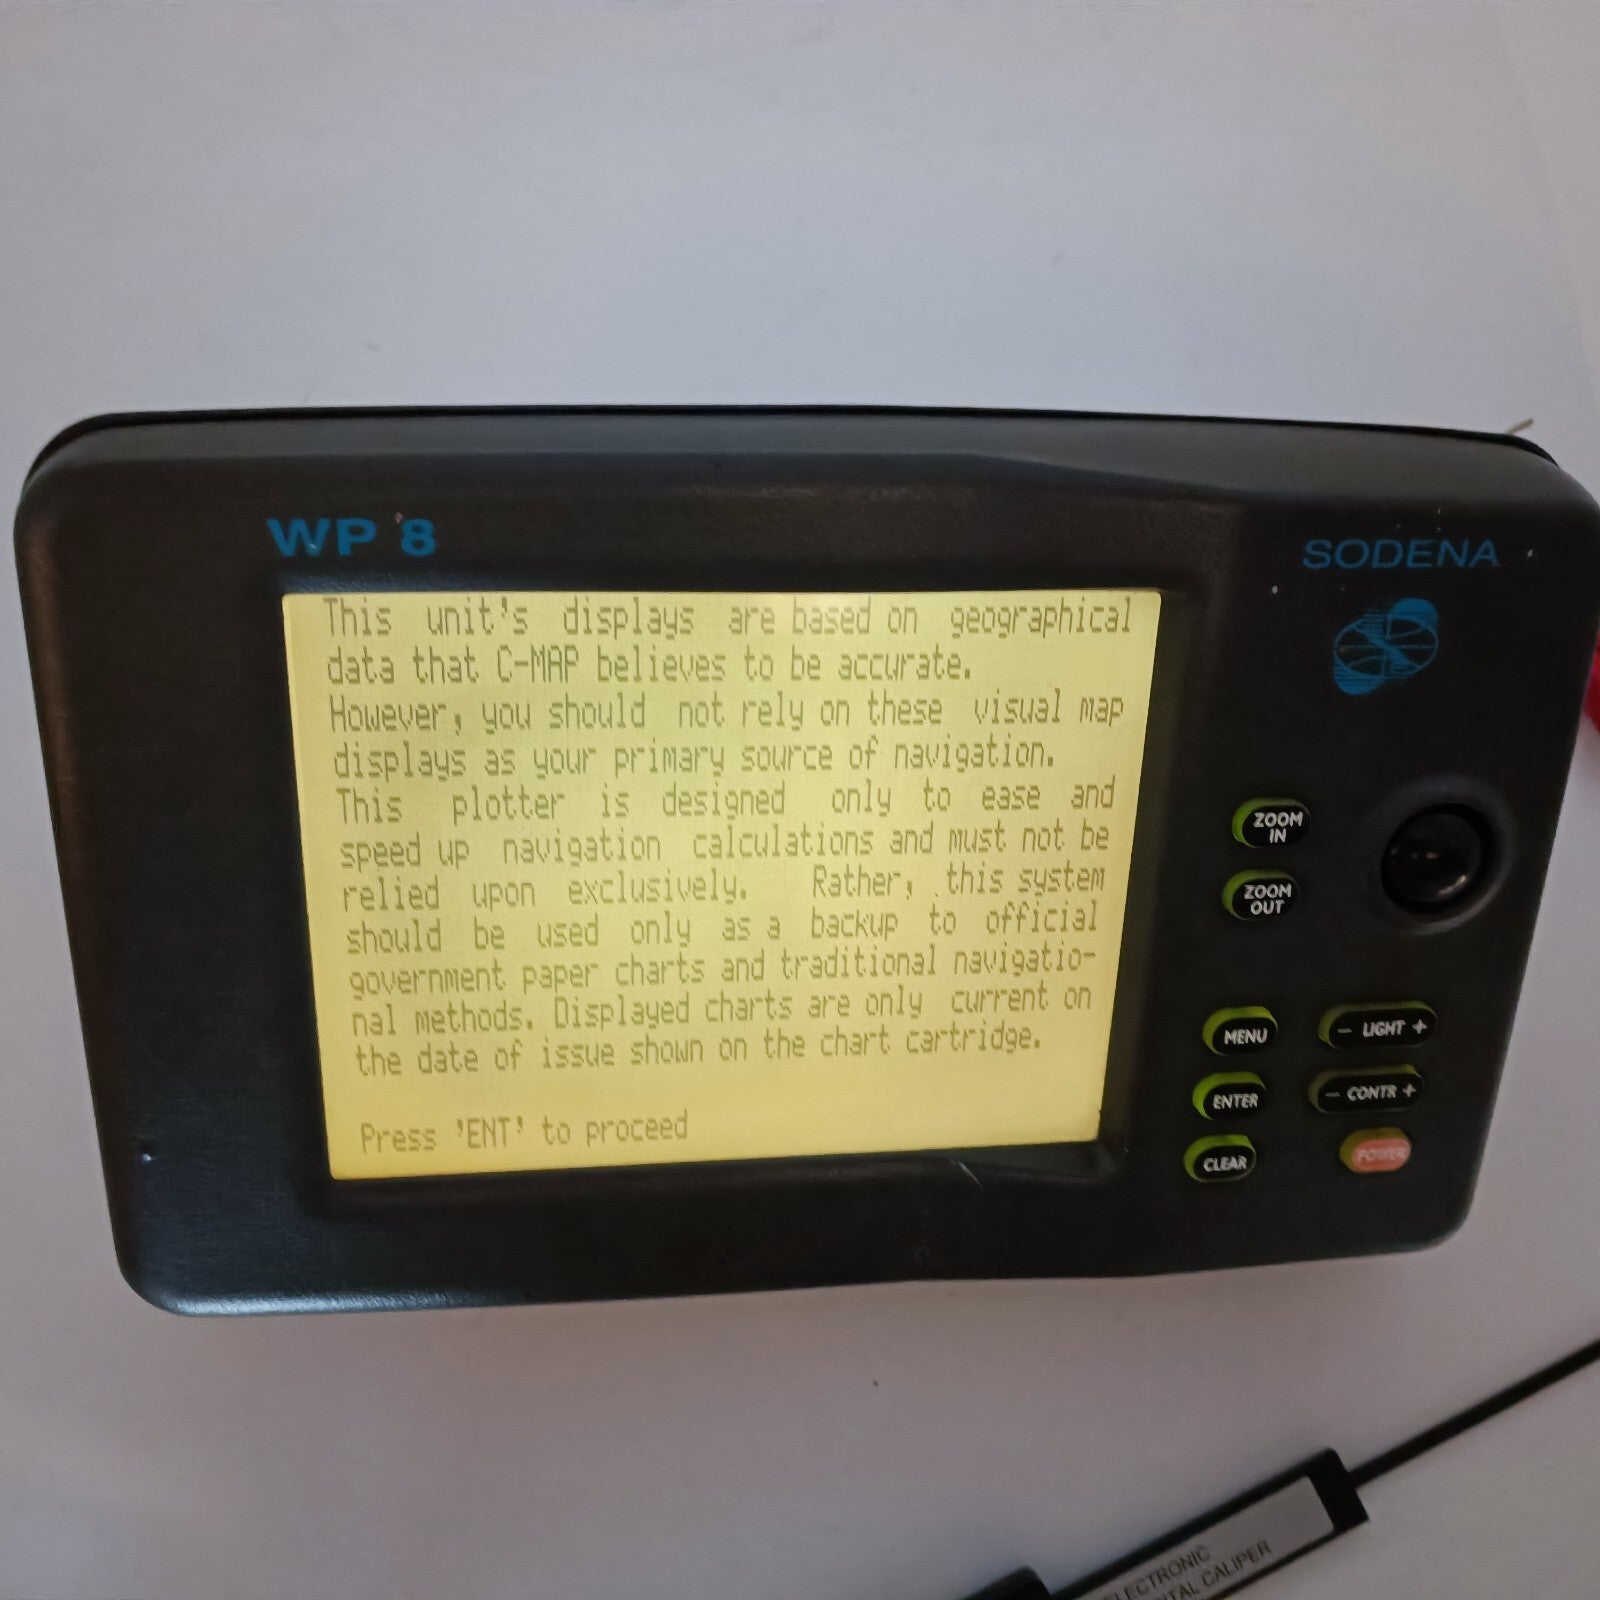 WP 8
SODENA
This unit's displays are based on geographical
data that C-MAP believes to be accurate.
However, you should not rely on these visual map
displays as your primary source of navigation.
This plotter is designed only to ease and
speed up navigation calculations and must not be
relied upon exclusively. Rather, this system
should be used only as a backup to official
government paper charts and traditional navigatio-
nal methods. Displayed charts are only current on
the date of issue shown on the chart cartridge.
Press 'ENT' to proceed
ZOOM
IN
ZOOM
OUT
MENU
- LIGHT +
ENTER
- CONTR +
CLEAR
POWER
ELECTRONIC
CALIPER